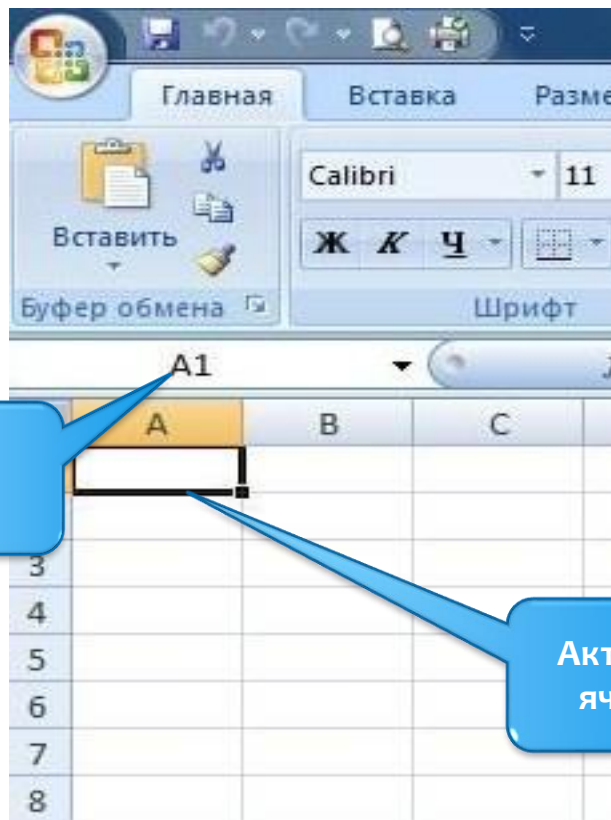 Главная Вставка
Calibri 11
Вставить Ж К Ч
Буфер обмена Шрифт
A1
A B C
3
4
5
6
7
8